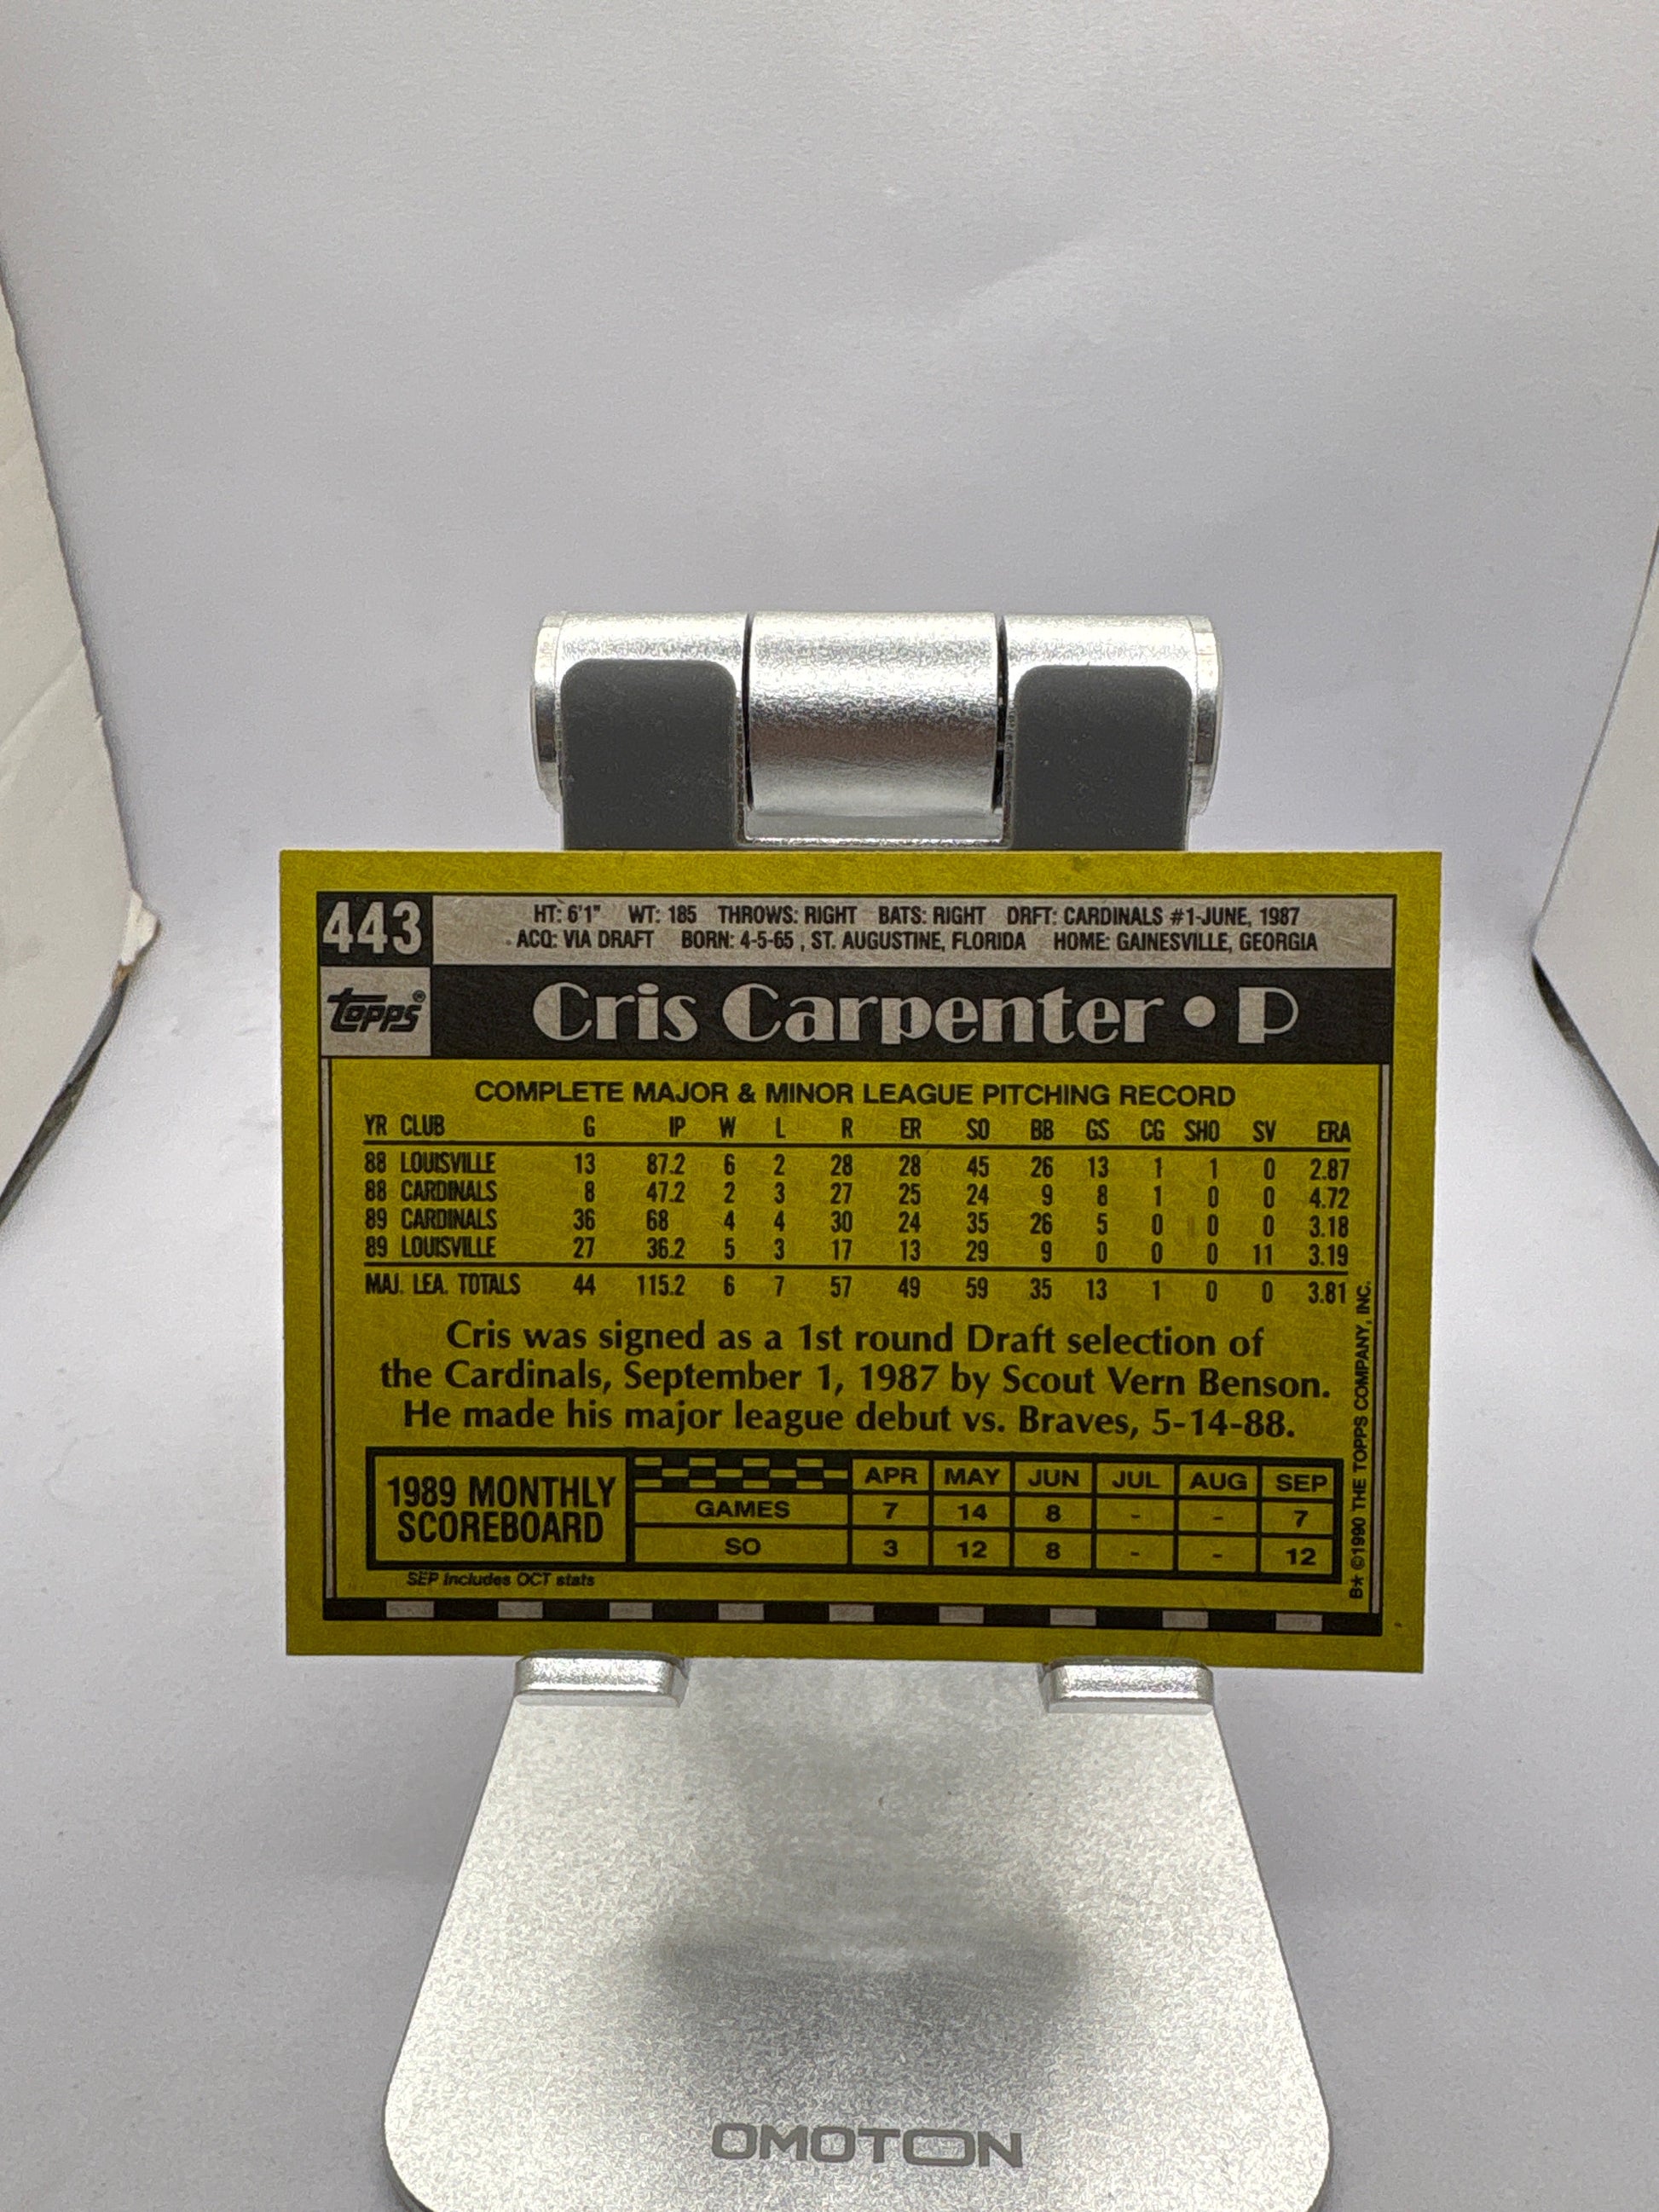 443
HT: 6'1" WT: 185 THROWS: RIGHT BATS: RIGHT DRFT: CARDINALS #1-JUNE, 1987
ACQ: VIA DRAFT BORN: 4-5-65 , ST. AUGUSTINE, FLORIDA HOME: GAINESVILLE, GEORGIA
topps®
Cris Carpenter • P
COMPLETE MAJOR & MINOR LEAGUE PITCHING RECORD
YR CLUB G IP W L R ER SO BB GS CG SHO SV ERA
88 LOUISVILLE 13 87.2 6 2 28 28 45 26 13 1 1 0 2.87
88 CARDINALS 8 47.2 2 3 27 25 24 9 8 1 0 0 4.72
89 CARDINALS 36 68 4 4 30 24 35 26 5 0 0 0 3.18
89 LOUISVILLE 27 36.2 5 3 17 13 29 9 0 0 0 11 3.19
MAJ. LEA. TOTALS 44 115.2 6 7 57 49 59 35 13 1 0 0 3.81
Cris was signed as a 1st round Draft selection of
the Cardinals, September 1, 1987 by Scout Vern Benson.
He made his major league debut vs. Braves, 5-14-88.
1989 MONTHLY
SCOREBOARD
APR MAY JUN JUL AUG SEP
GAMES 7 14 8 - - 7
SO 3 12 8 - - 12
SEP includes OCT stats
B★ ©1990 THE TOPPS COMPANY, INC.
OMOTON